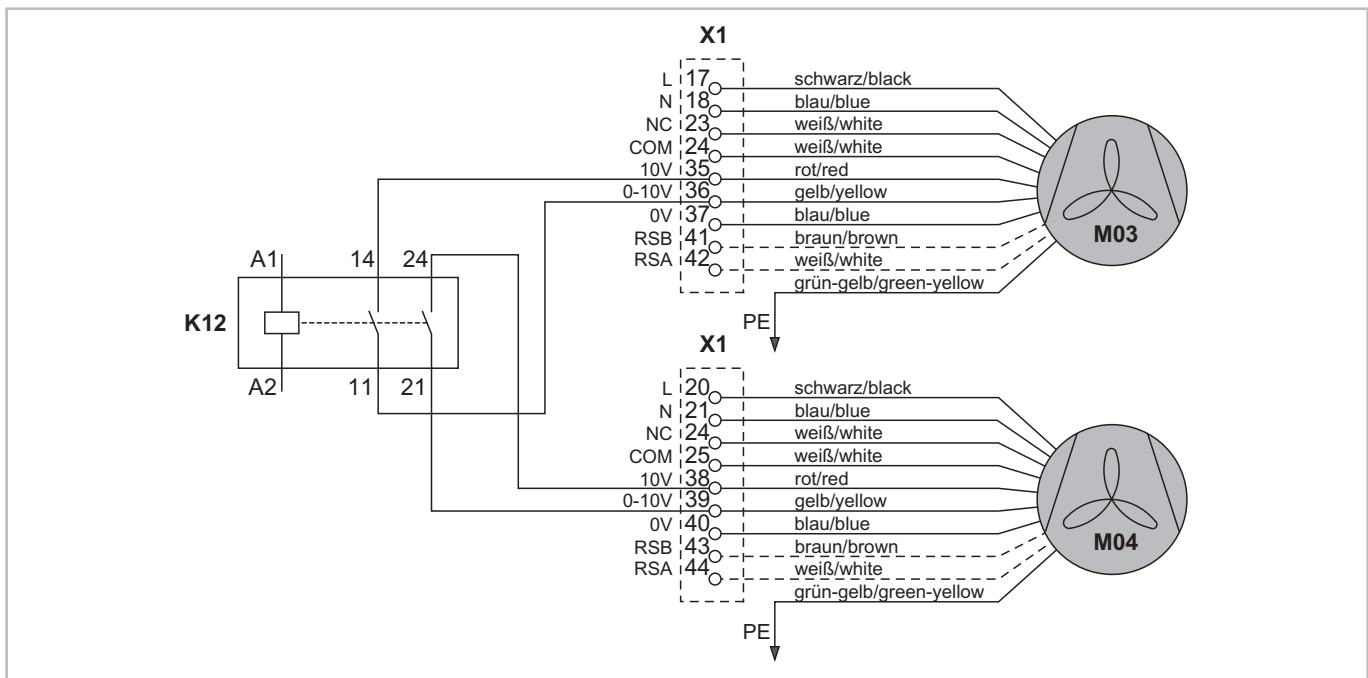 X1
L 17 schwarz/black
N 18 blau/blue
NC 23 weiß/white
COM 24 weiß/white
10V 35 rot/red
0-10V 36 gelb/yellow
0V 37 blau/blue
RSB 41 braun/brown
RSA 42 weiß/white
grün-gelb/green-yellow
PE
M03
A1 14 24
K12
A2 11 21
X1
L 20 schwarz/black
N 21 blau/blue
NC 24 weiß/white
COM 25 weiß/white
10V 38 rot/red
0-10V 39 gelb/yellow
0V 40 blau/blue
RSB 43 braun/brown
RSA 44 weiß/white
grün-gelb/green-yellow
PE
M04